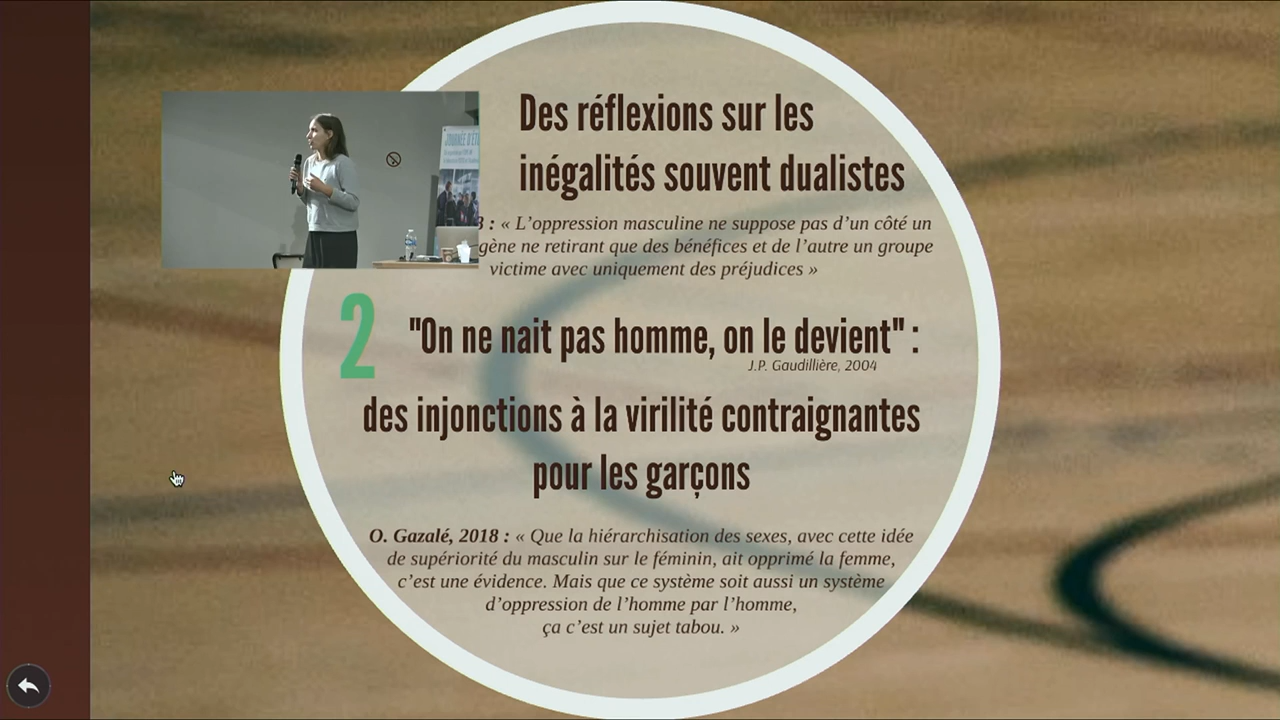 Des réflexions sur les
inégalités souvent dualistes
: « L’oppression masculine ne suppose pas d’un côté un
gène ne retirant que des bénéfices et de l’autre un groupe
victime avec uniquement des préjudices »
2
"On ne nait pas homme, on le devient" :
J.P. Gaudillière, 2004
des injonctions à la virilité contraignantes
pour les garçons
O. Gazalé, 2018 : « Que la hiérarchisation des sexes, avec cette idée
de supériorité du masculin sur le féminin, ait opprimé la femme,
c’est une évidence. Mais que ce système soit aussi un système
d’oppression de l’homme par l’homme,
ça c’est un sujet tabou. »
JOURNÉE D'ÉT